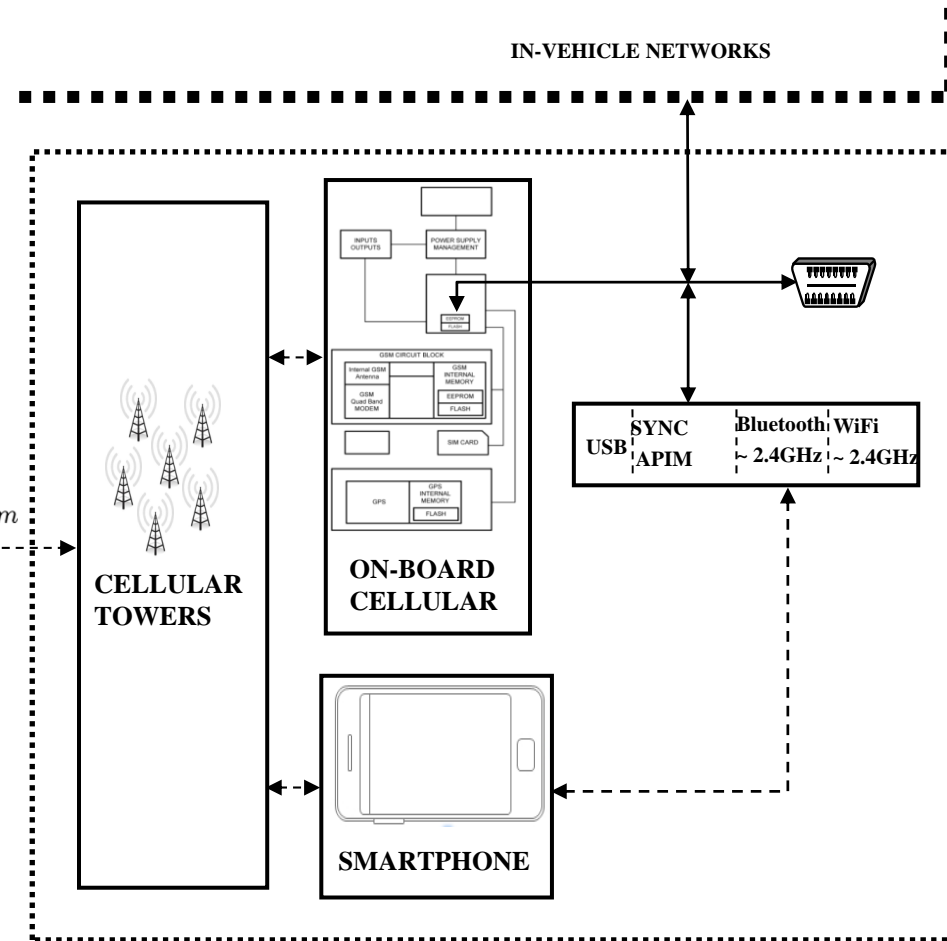 IN-VEHICLE NETWORKS
INPUTS
OUTPUTS
POWER SUPPLY
MANAGEMENT
EEPROM
FLASH
GSM CIRCUIT BLOCK
Internal GSM
Antenna
GSM
Quad Band
MODEM
GSM
INTERNAL
MEMORY
EEPROM
FLASH
SIM CARD
GPS
GPS
INTERNAL
MEMORY
FLASH
ON-BOARD
CELLULAR
USB
SYNC
APIM
Bluetooth
~ 2.4GHz
WiFi
~ 2.4GHz
m
CELLULAR
TOWERS
SMARTPHONE